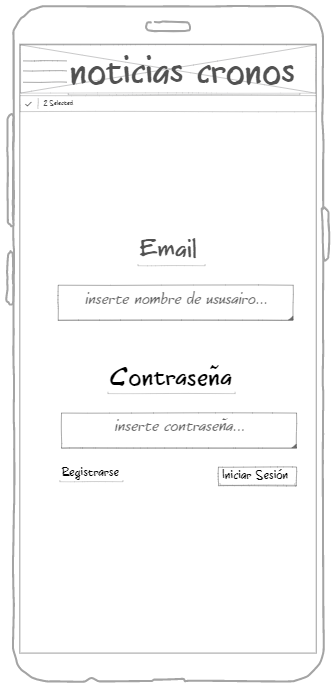 noticias cronos
2 Selected
Email
inserte nombre de ususairo...
Contraseña
inserte contraseña...
Registrarse
Iniciar Sesión